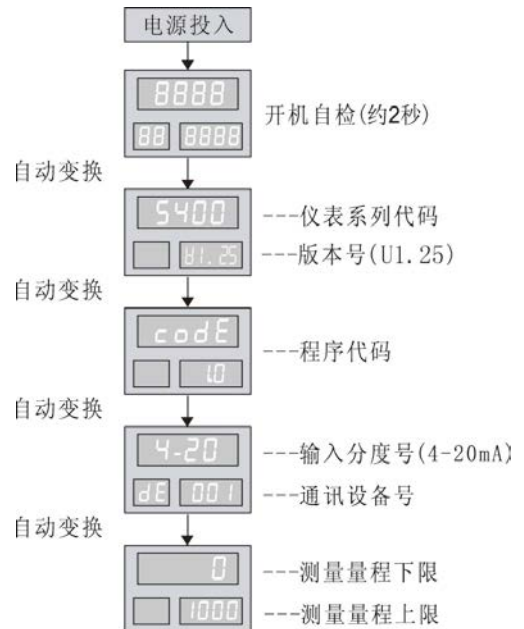 电源投入
8888
88 8888
开机自检(约2秒)
自动变换
5400
---仪表系列代码
U1.25
---版本号(U1.25)
自动变换
codE
1.0
---程序代码
自动变换
4-20
---输入分度号(4-20mA)
dE 001
---通讯设备号
自动变换
0
---测量量程下限
1000
---测量量程上限